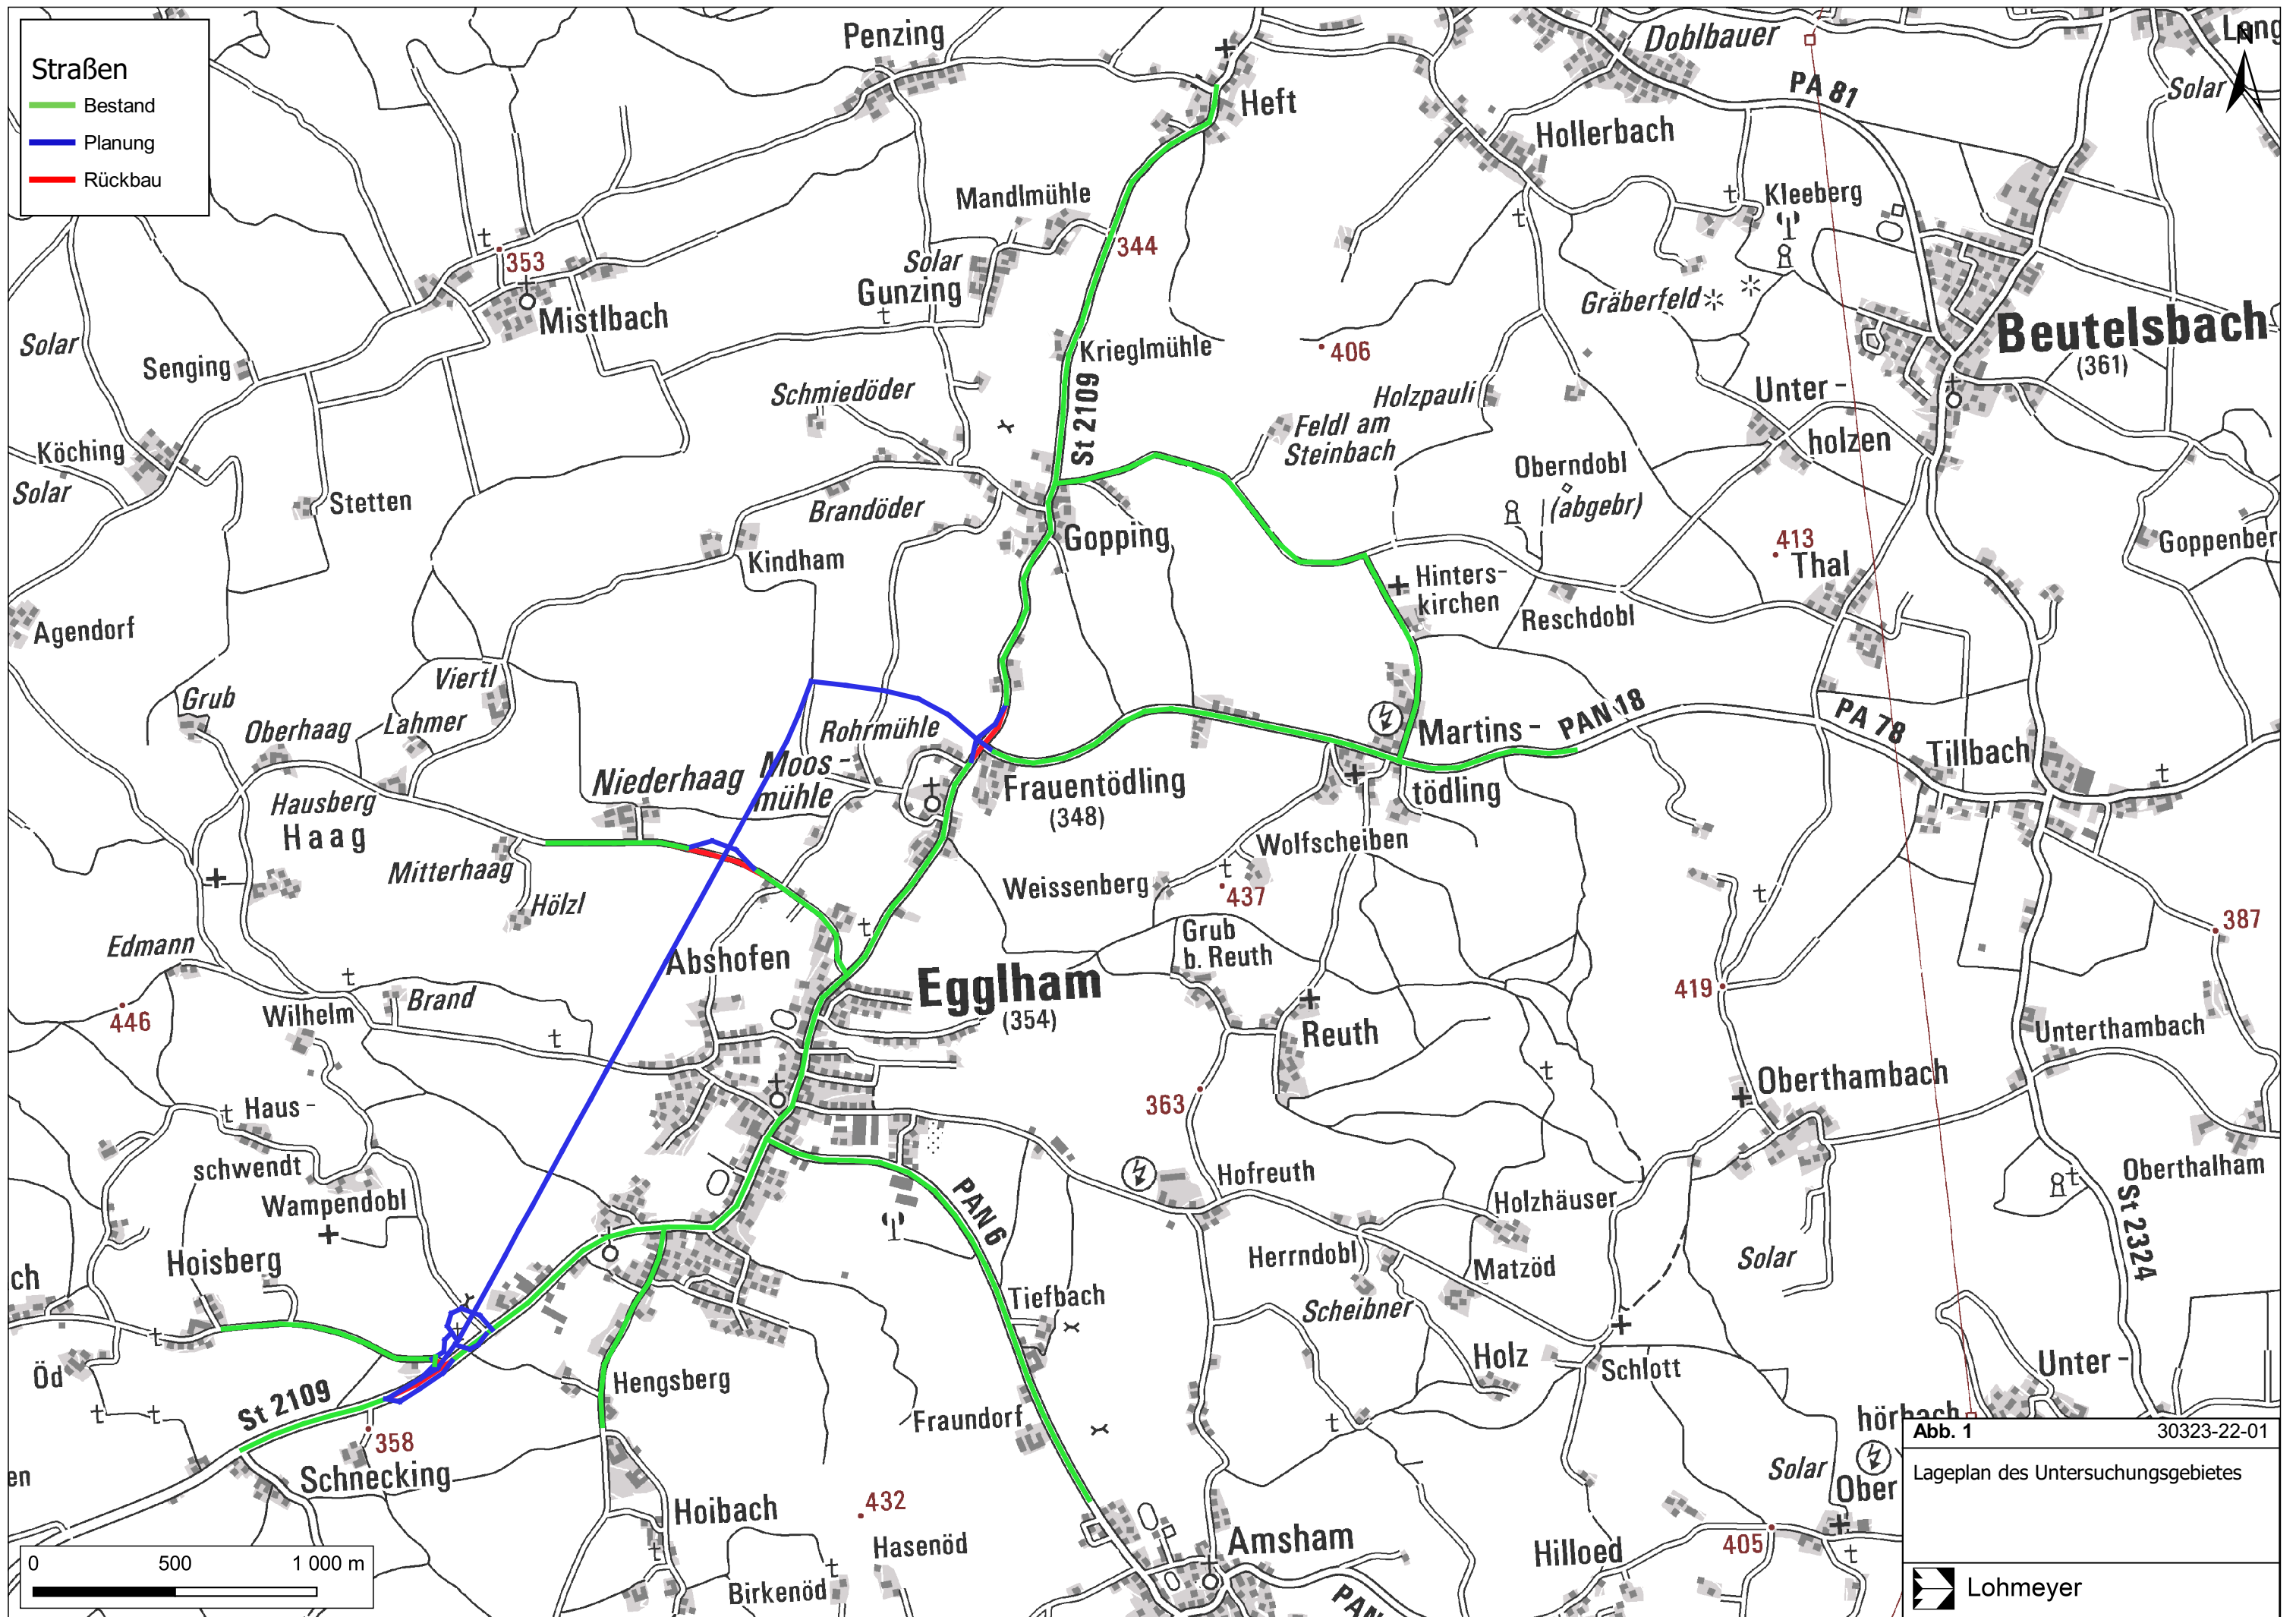 Straßen
Bestand
Planung
Rückbau
Penzing
Heft
Doblbauer
PA 81
N
Solar
Hollerbach
Mandlmühle
Kleeberg
344
353
Solar
Gunzing
Mistlbach
Gräberfeld
Beutelsbach
(361)
Solar
Senging
Krieglmühle
406
Schmiedöder
St 2109
Holzpauli
Unter-
holzen
Feldl am
Steinbach
Köching
Solar
Stetten
Brandöder
Oberndobl
(abgebr)
Gopping
413
Thal
Kindham
Hinters-
kirchen
Reschdobl
Agendorf
Viertl
Grub
Oberhaag
Lahmer
Rohrmühle
Martins-
tödling
PAN 18
PA 78
Tillbach
Niederhaag
Moos-
mühle
Frauentödling
(348)
Hausberg
Haag
Mitterhaag
Hölzl
Wolfscheiben
Weissenberg
437
387
Edmann
Abshofen
Grub
b. Reuth
Egglham
(354)
446
Wilhelm
Brand
419
Reuth
Unterthambach
363
Oberthambach
Haus-
schwendt
Wampendobl
Hofreuth
Holzhäuser
Oberthalham
St 2324
PAN 6
Hoisberg
ch
Herrndobl
Matzöd
Solar
Tiefbach
Scheibner
Öd
Hengsberg
Holz
Schlott
Unter-
hörbach
St 2109
358
Fraundorf
Schnecking
en
Solar
Ober
Hoibach
432
Hasenöd
Amsham
Hilloed
405
Birkenöd
PAN
0 500 1 000 m
Abb. 1 30323-22-01
Lageplan des Untersuchungsgebietes
Lohmeyer